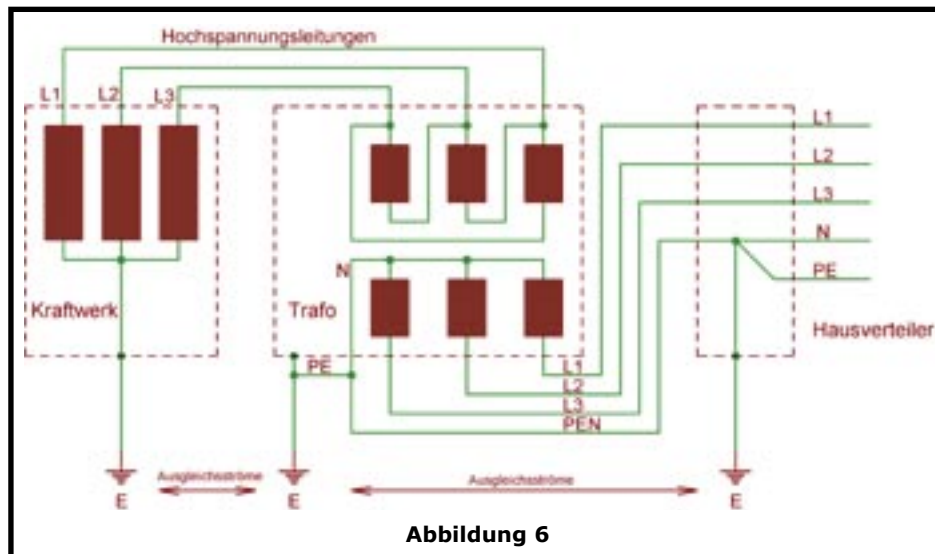 Hochspannungsleitungen
L1 L2 L3
L1
L2
L3
N
PE
N
Kraftwerk
Trafo
Hausverteiler
PE
L1
L2
L3
PEN
Ausgleichsströme
Ausgleichsströme
E E E
Abbildung 6